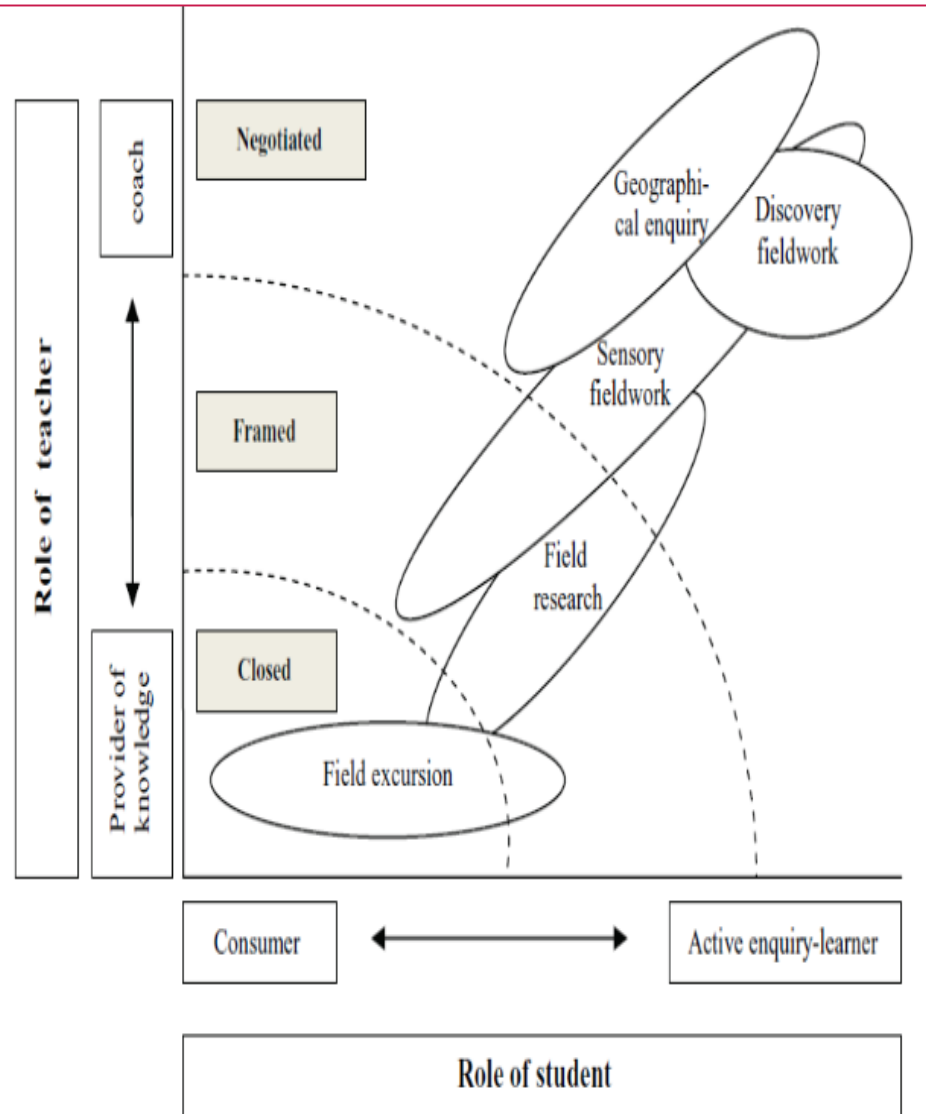 Role of teacher
coach
Provider of
knowledge
Negotiated
Framed
Closed
Geographi-
cal enquiry
Discovery
fieldwork
Sensory
fieldwork
Field
research
Field excursion
Consumer
Active enquiry-learner
Role of student